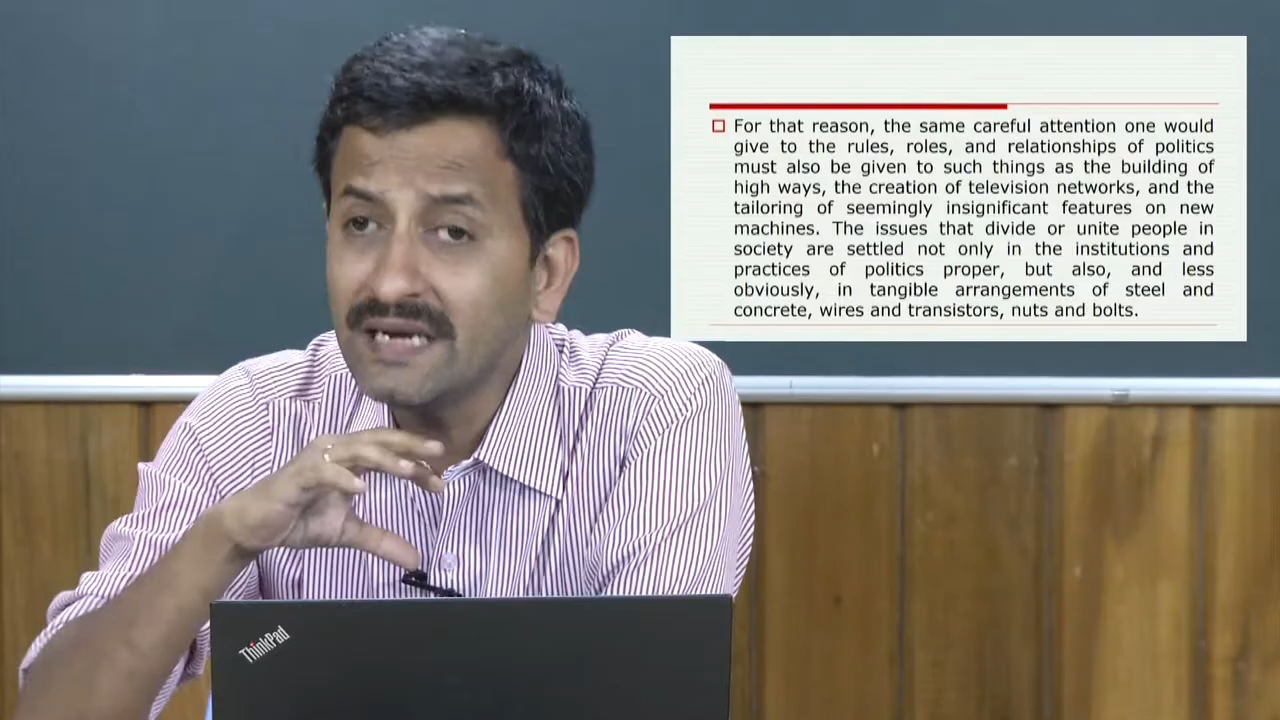 For that reason, the same careful attention one would
give to the rules, roles, and relationships of politics
must also be given to such things as the building of
high ways, the creation of television networks, and the
tailoring of seemingly insignificant features on new
machines. The issues that divide or unite people in
society are settled not only in the institutions and
practices of politics proper, but also, and less
obviously, in tangible arrangements of steel and
concrete, wires and transistors, nuts and bolts.
ThinkPad